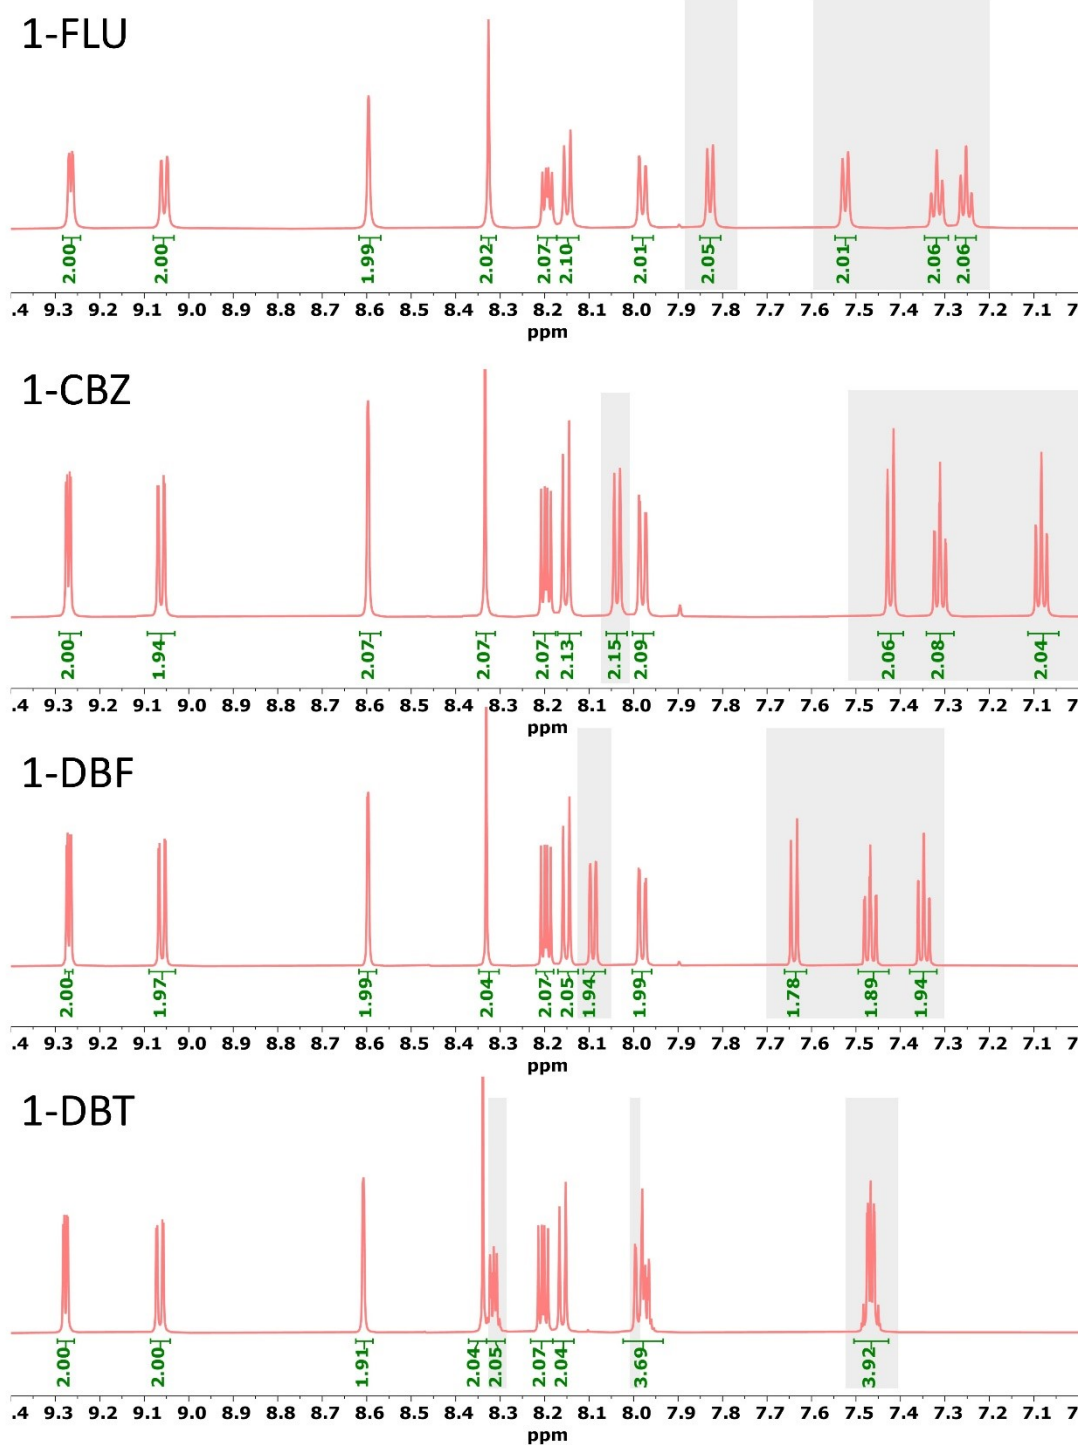 1-FLU
2.00 2.00 1.99 2.02 2.07 2.10 2.01 2.05 2.01 2.06 2.06
.4 9.3 9.2 9.1 9.0 8.9 8.8 8.7 8.6 8.5 8.4 8.3 8.2 8.1 8.0 7.9 7.8 7.7 7.6 7.5 7.4 7.3 7.2 7.1 7
ppm
1-CBZ
2.00 1.94 2.07 2.07 2.07 2.13 2.15 2.09 2.06 2.08 2.04
.4 9.3 9.2 9.1 9.0 8.9 8.8 8.7 8.6 8.5 8.4 8.3 8.2 8.1 8.0 7.9 7.8 7.7 7.6 7.5 7.4 7.3 7.2 7.1 7
ppm
1-DBF
2.00 1.97 1.99 2.04 2.07 2.05 1.94 1.99 1.78 1.89 1.94
.4 9.3 9.2 9.1 9.0 8.9 8.8 8.7 8.6 8.5 8.4 8.3 8.2 8.1 8.0 7.9 7.8 7.7 7.6 7.5 7.4 7.3 7.2 7.1 7
ppm
1-DBT
2.00 2.00 1.91 2.04 2.05 2.07 2.04 3.69 3.92
.4 9.3 9.2 9.1 9.0 8.9 8.8 8.7 8.6 8.5 8.4 8.3 8.2 8.1 8.0 7.9 7.8 7.7 7.6 7.5 7.4 7.3 7.2 7.1 7
ppm